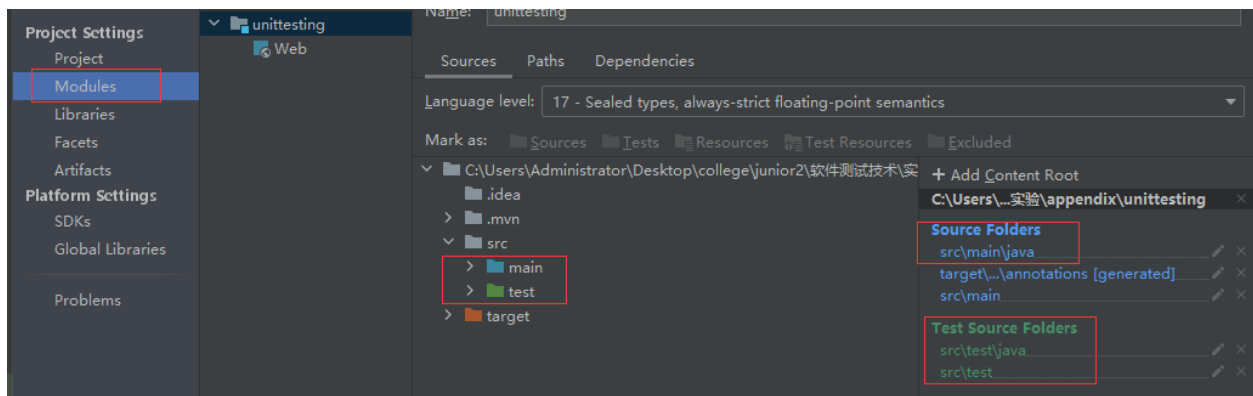 Project Settings
Project
Modules
Libraries
Facets
Artifacts
Platform Settings
SDKs
Global Libraries
Problems
unittesting
Web
Name: unittesting
Sources Paths Dependencies
Language level: 17 - Sealed types, always-strict floating-point semantics
Mark as: Sources Tests Resources Test Resources Excluded
C:\Users\Administrator\Desktop\college\junior2\软件测试技术\实
.idea
.mvn
src
main
test
target
+ Add Content Root
C:\Users\...实验\appendix\unittesting
Source Folders
src\main\java
target\...\annotations [generated]
src\main
Test Source Folders
src\test\java
src\test